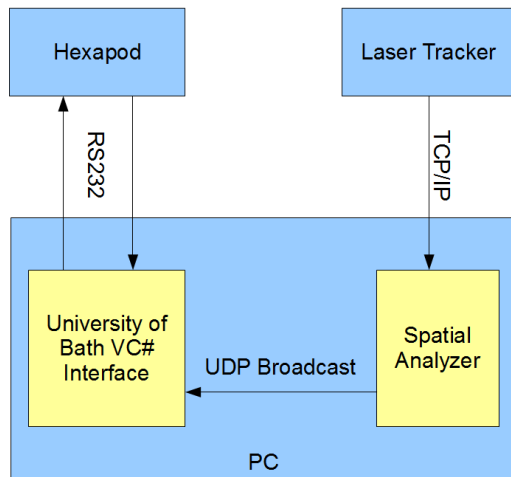 Hexapod
Laser Tracker
RS232
TCP/IP
University of
Bath VC#
Interface
Spatial
Analyzer
UDP Broadcast
PC